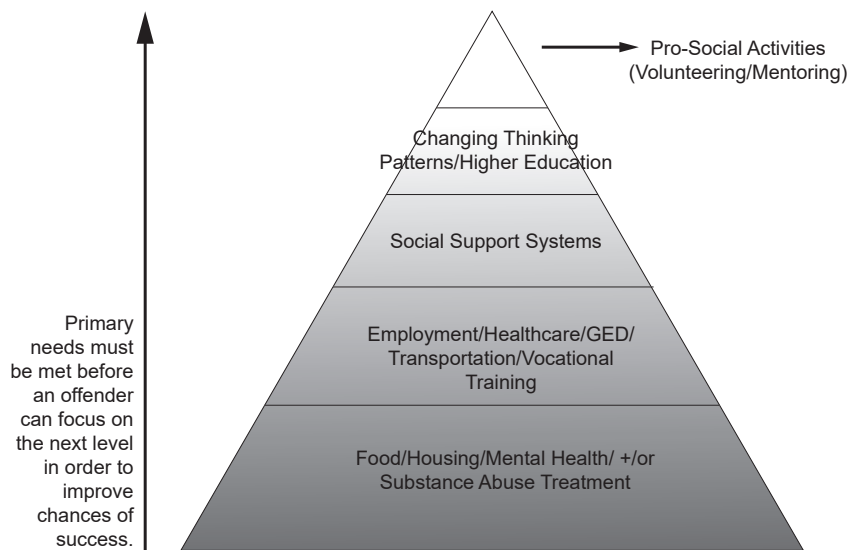 Pro-Social Activities
(Volunteering/Mentoring)
Changing Thinking
Patterns/Higher Education
Social Support Systems
Employment/Healthcare/GED/
Transportation/Vocational
Training
Food/Housing/Mental Health/ +/or
Substance Abuse Treatment
Primary
needs must
be met before
an offender
can focus on
the next level
in order to
improve
chances of
success.